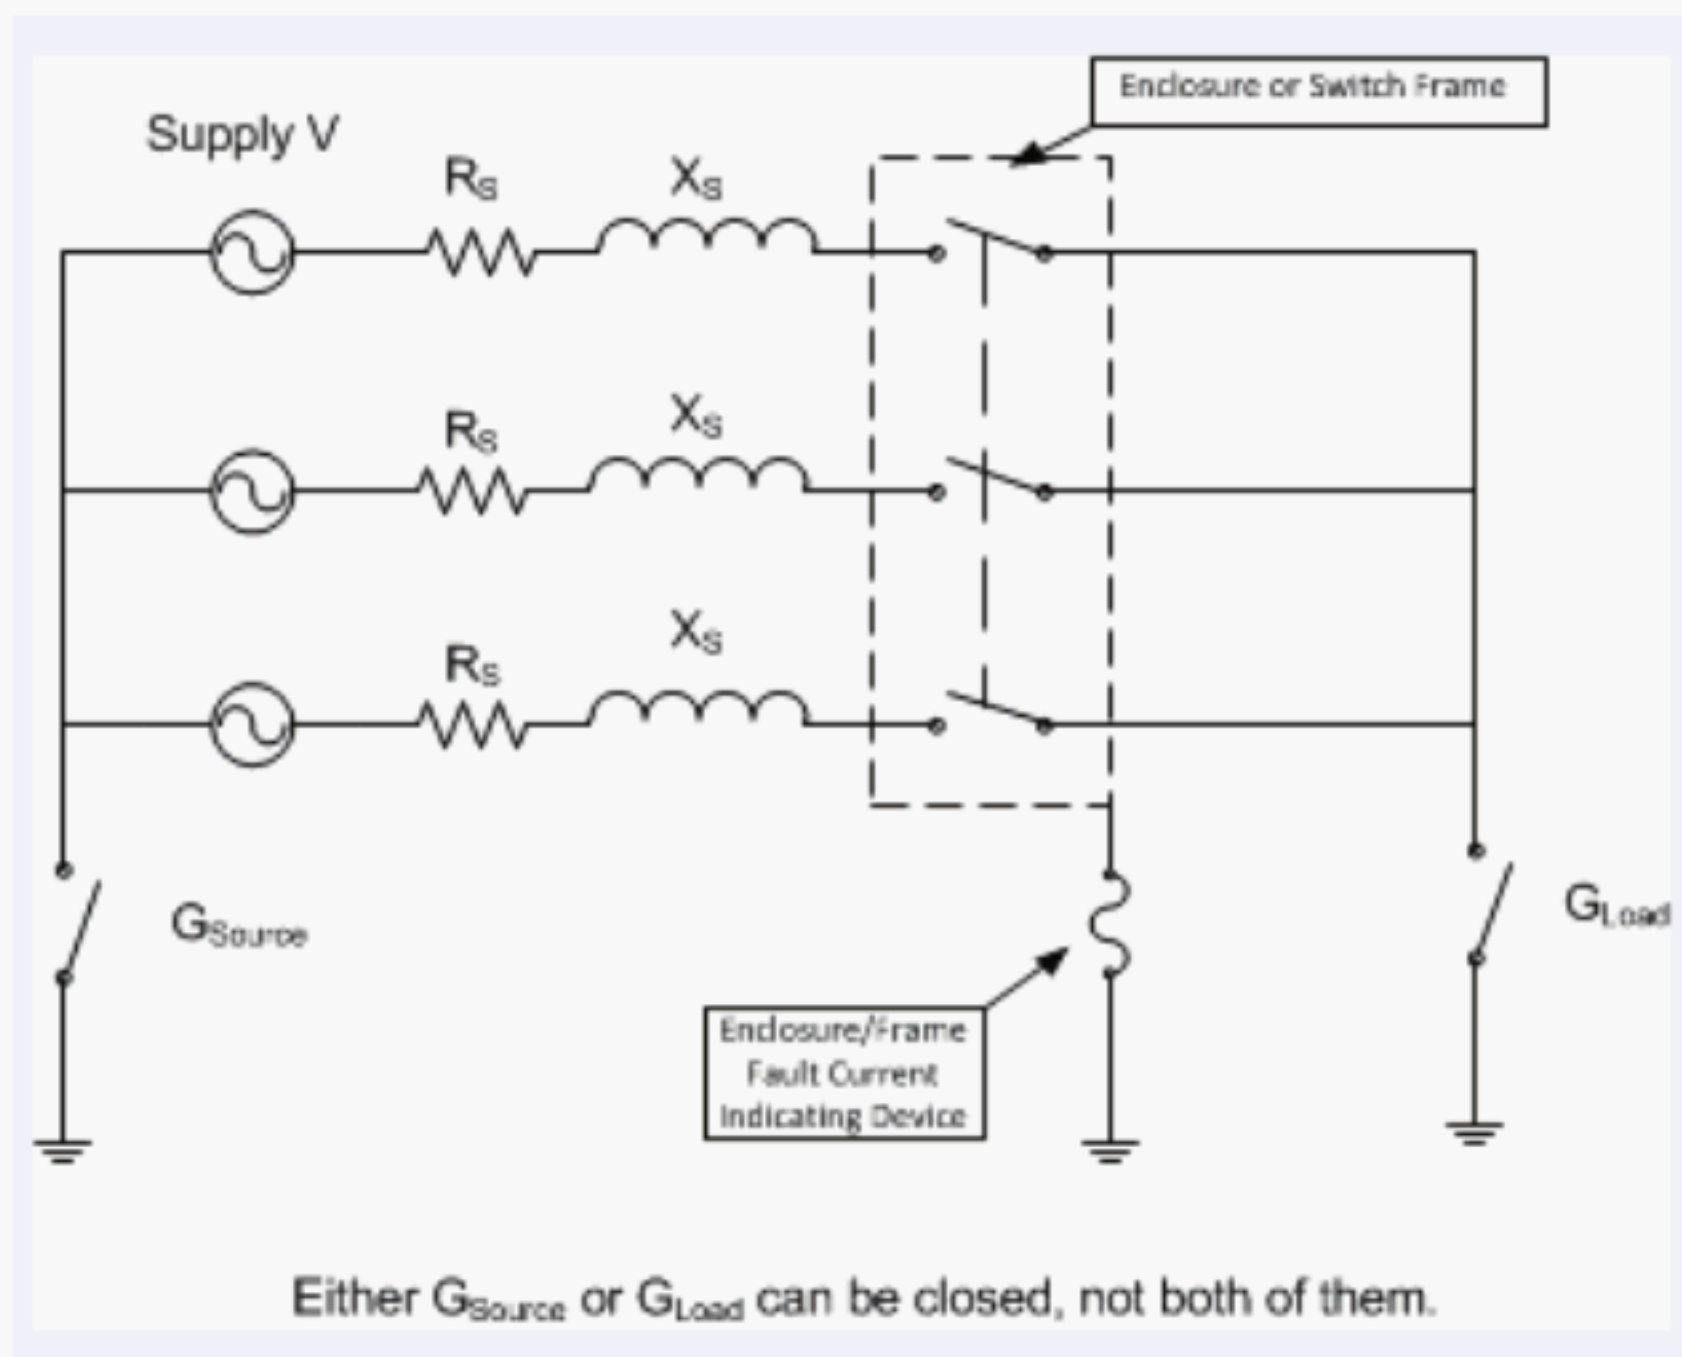 Enclosure or Switch Frame
Supply V
RS
XS
RS
XS
RS
XS
GSource
GLoad
Enclosure/Frame
Fault Current
Indicating Device
Either GSource or GLoad can be closed, not both of them.